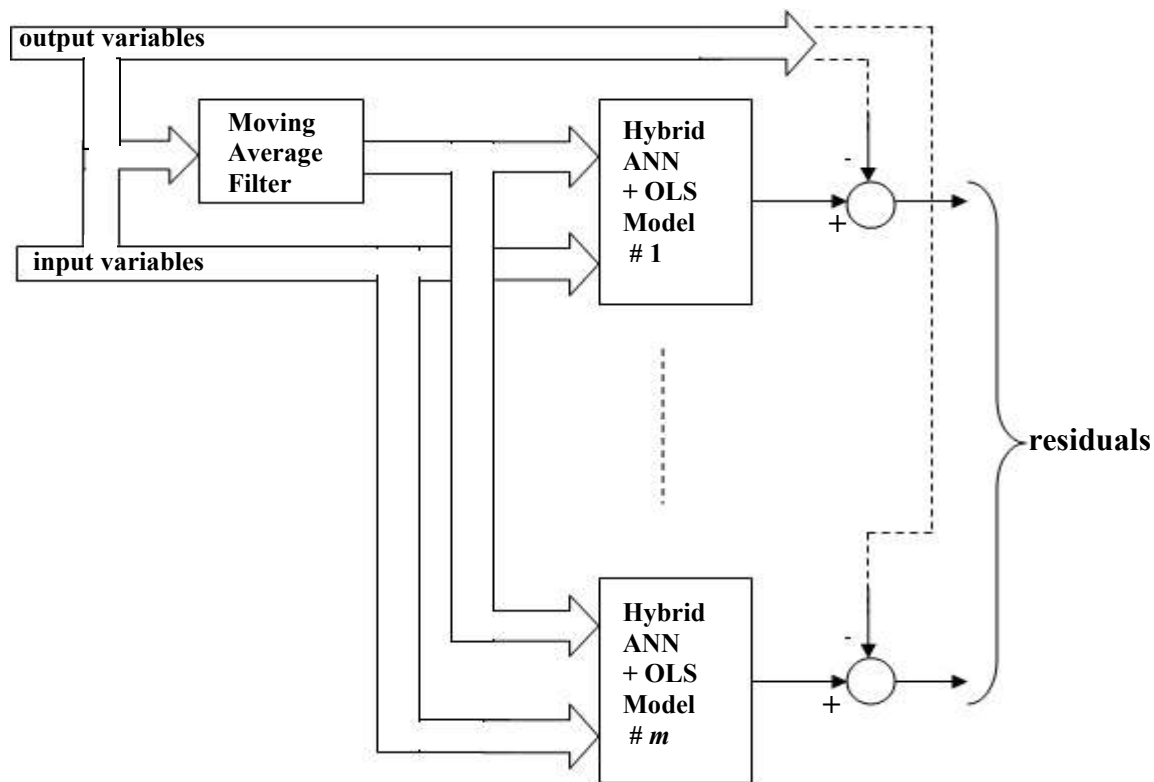 output variables
Moving
Average
Filter
Hybrid
ANN
+ OLS
Model
# 1
-
+
input variables
residuals
Hybrid
ANN
+ OLS
Model
# m
-
+